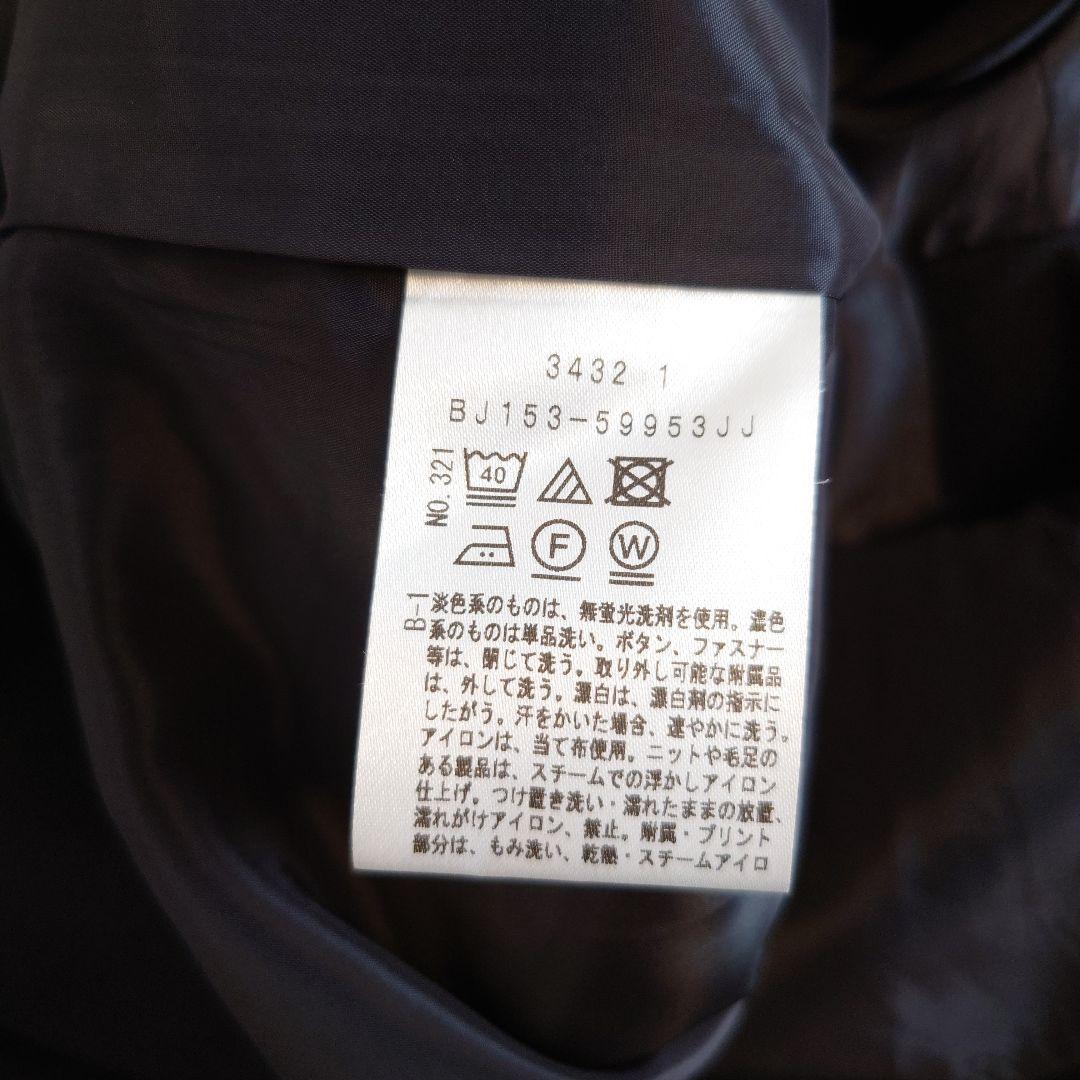 3432 1
BJ153-59953JJ
NO.321
40
F
W
B-1
淡色系のものは、無蛍光洗剤を使用。濃色
系のものは単品洗い。ボタン、ファスナー
等は、閉じて洗う。取り外し可能な附属品
は、外して洗う。漂白は、漂白剤の指示に
したがう。汗をかいた場合、速やかに洗う。
アイロンは、当て布使用。ニットや毛足の
ある製品は、スチームでの浮かしアイロン
仕上げ。つけ置き洗い・濡れたままの放置、
濡れがけアイロン、禁止。附属・プリント
部分は、もみ洗い、乾熱・スチームアイロ